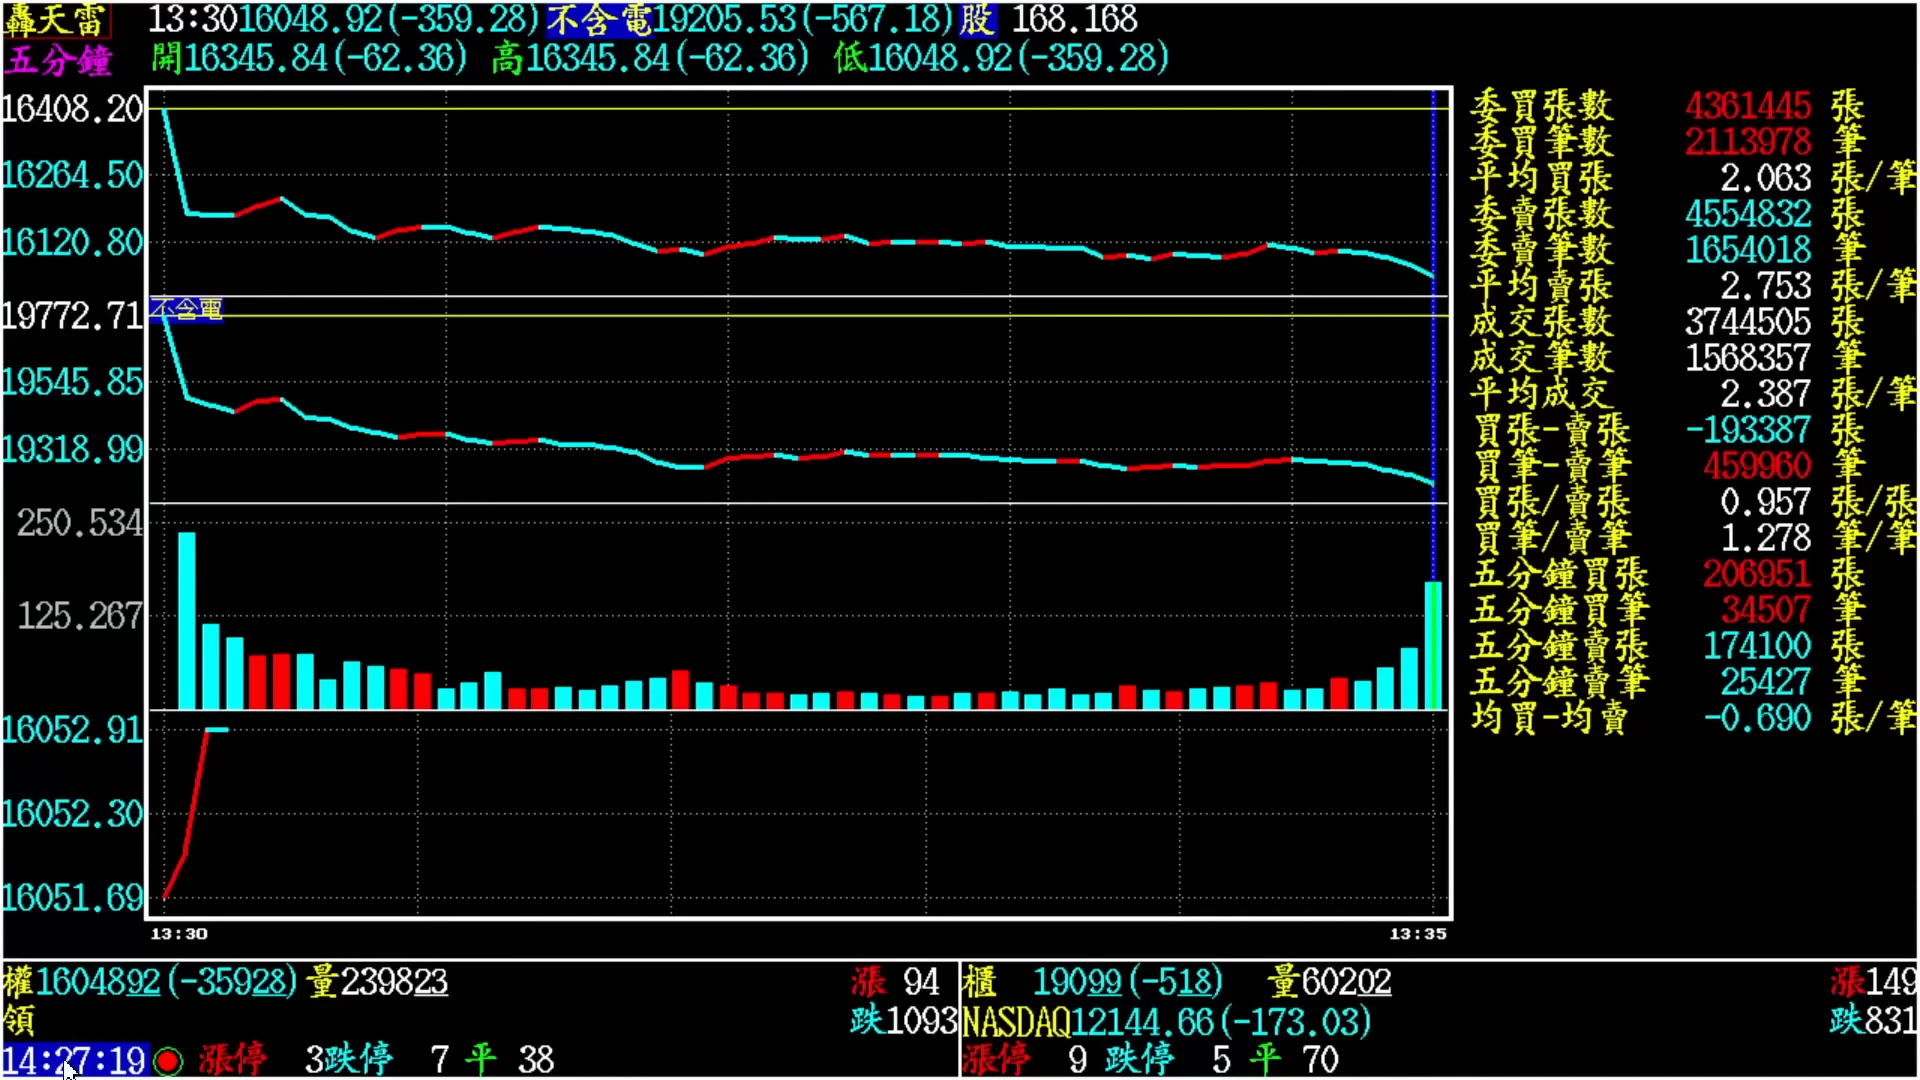 轟天雷 13:30 16048.92(-359.28) 不含電 19205.53(-567.18) 股 168.168
五分鐘 開16345.84(-62.36) 高16345.84(-62.36) 低16048.92(-359.28)
16408.20
16264.50
16120.80
19772.71 不含電
19545.85
19318.99
250.534
125.267
16052.91
16052.30
16051.69
13:30 13:35
委買張數 4361445 張
委買筆數 2113978 筆
平均買張 2.063 張/筆
委賣張數 4554832 張
委賣筆數 1654018 筆
平均賣張 2.753 張/筆
成交張數 3744505 張
成交筆數 1568357 筆
平均成交 2.387 張/筆
買張-賣張 -193387 張
買筆-賣筆 459960 筆
買張/賣張 0.957 張/張
買筆/賣筆 1.278 筆/筆
五分鐘買張 206951 張
五分鐘買筆 34507 筆
五分鐘賣張 174100 張
五分鐘賣筆 25427 筆
均買-均賣 -0.690 張/筆
權1604892(-35928) 量239823 漲 94
領 跌1093
14:27:19 漲停 3 跌停 7 平 38
櫃 19099(-518) 量60202 漲149
NASDAQ12144.66(-173.03) 跌831
漲停 9 跌停 5 平 70